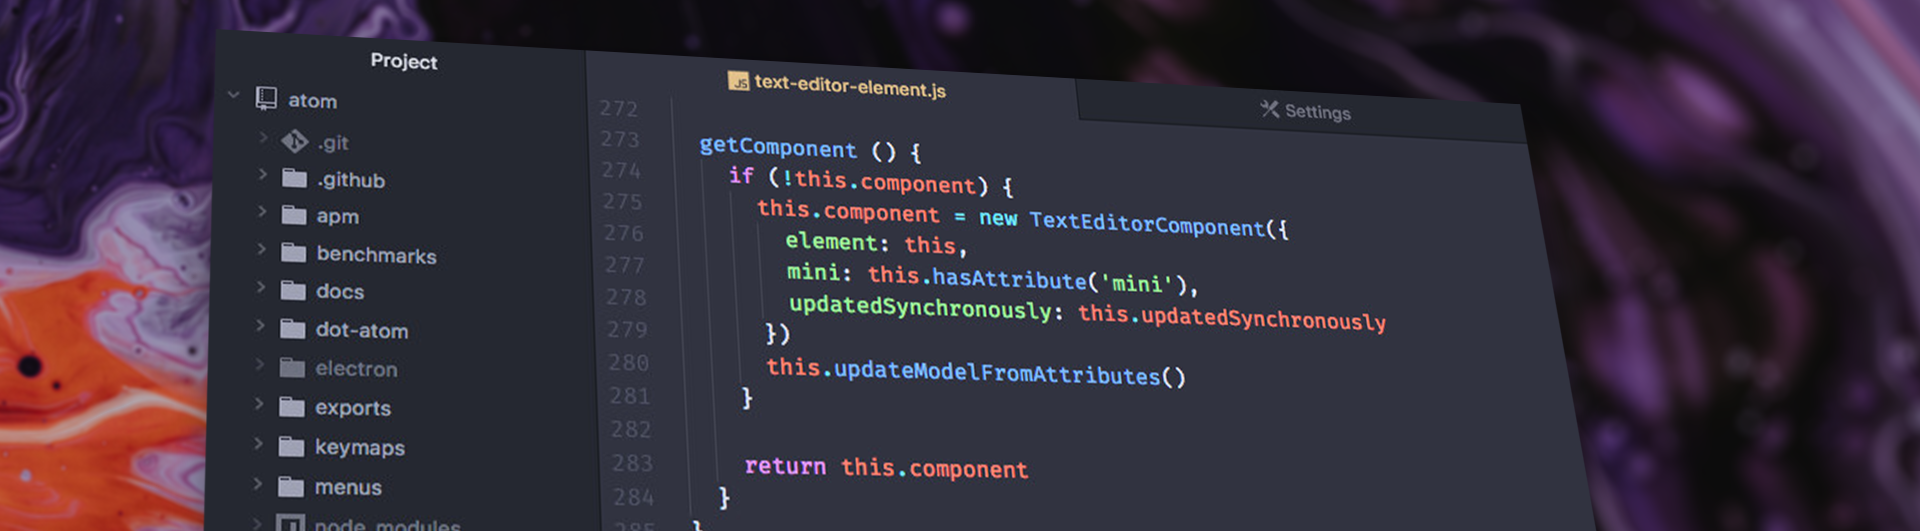 Project
atom
.git
.github
apm
benchmarks
docs
dot-atom
electron
exports
keymaps
menus
node_modules
text-editor-element.js
Settings
272
273 getComponent () {
274 if (!this.component) {
275 this.component = new TextEditorComponent({
276 element: this,
277 mini: this.hasAttribute('mini'),
278 updatedSynchronously: this.updatedSynchronously
279 })
280 this.updateModelFromAttributes()
281 }
282
283 return this.component
284 }
285 }